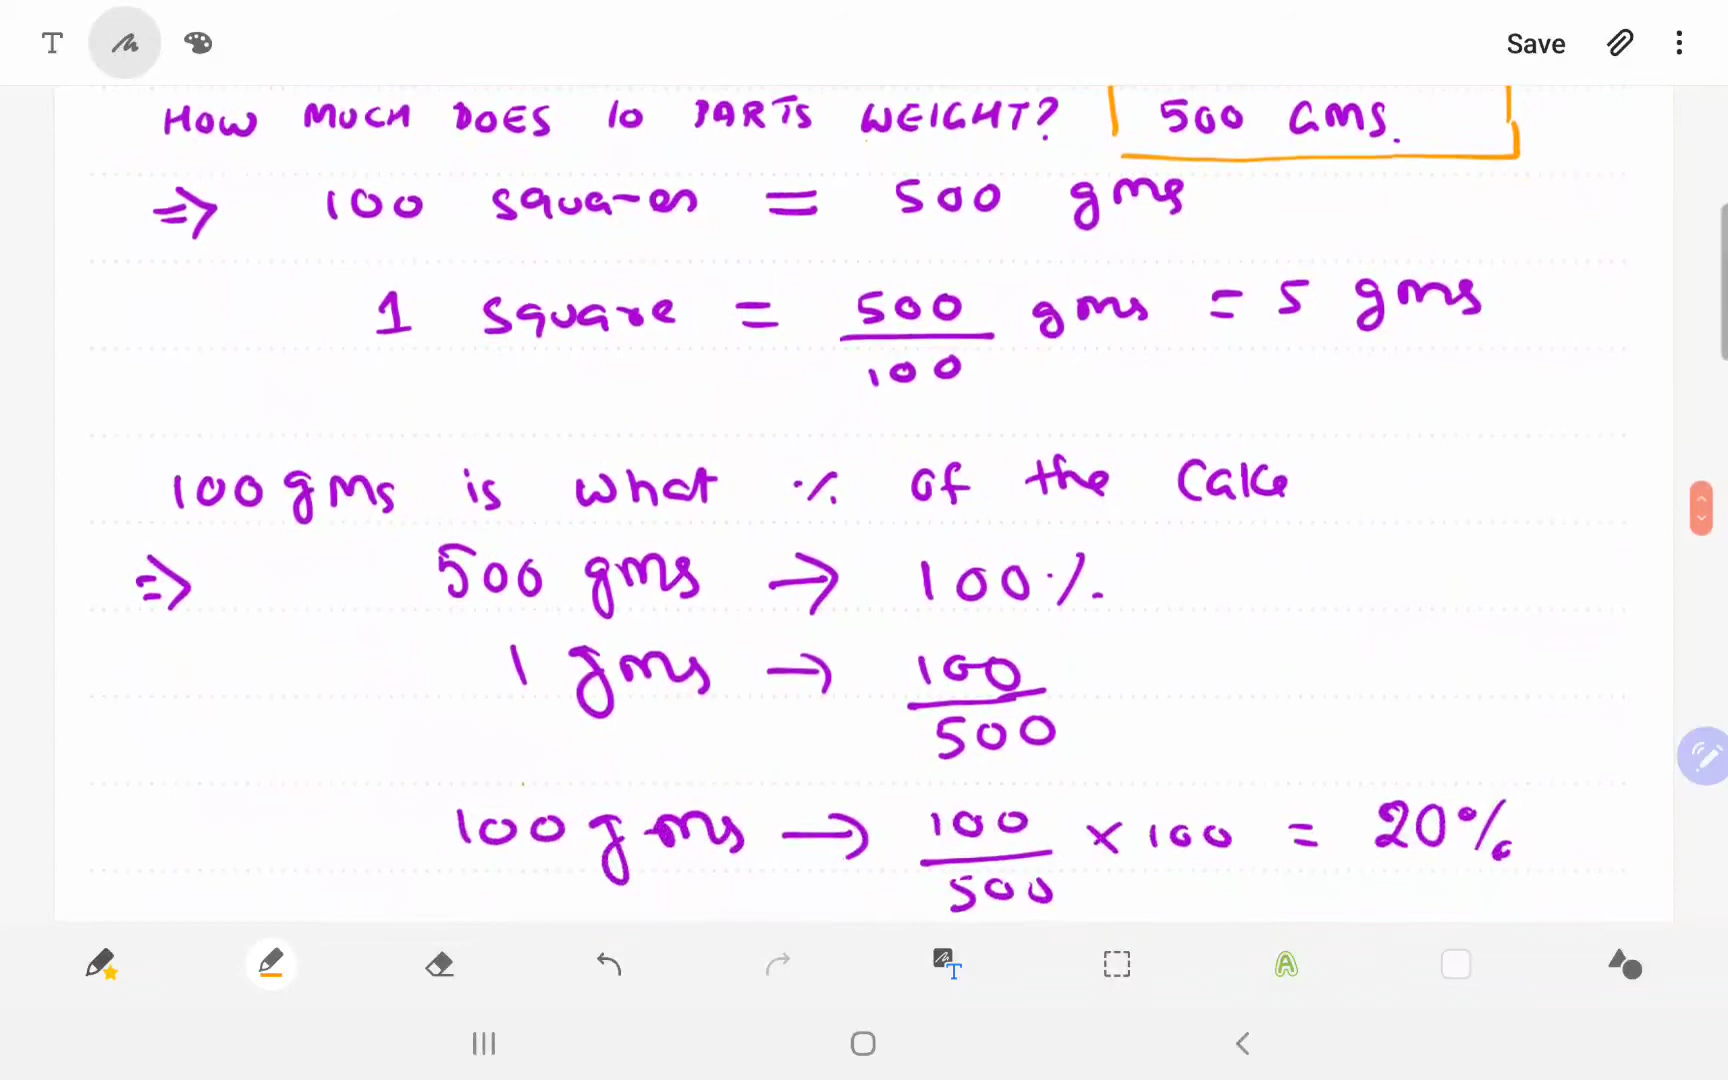 T Save
HOW MUCH DOES 10 PARTS WEIGHT? 500 GMS.
=> 100 squares = 500 gms
1 square = 500/100 gms = 5 gms
100 gms is what % of the cake
=> 500 gms → 100%
1 gms → 100/500
100 gms → 100/500 × 100 = 20%
T A